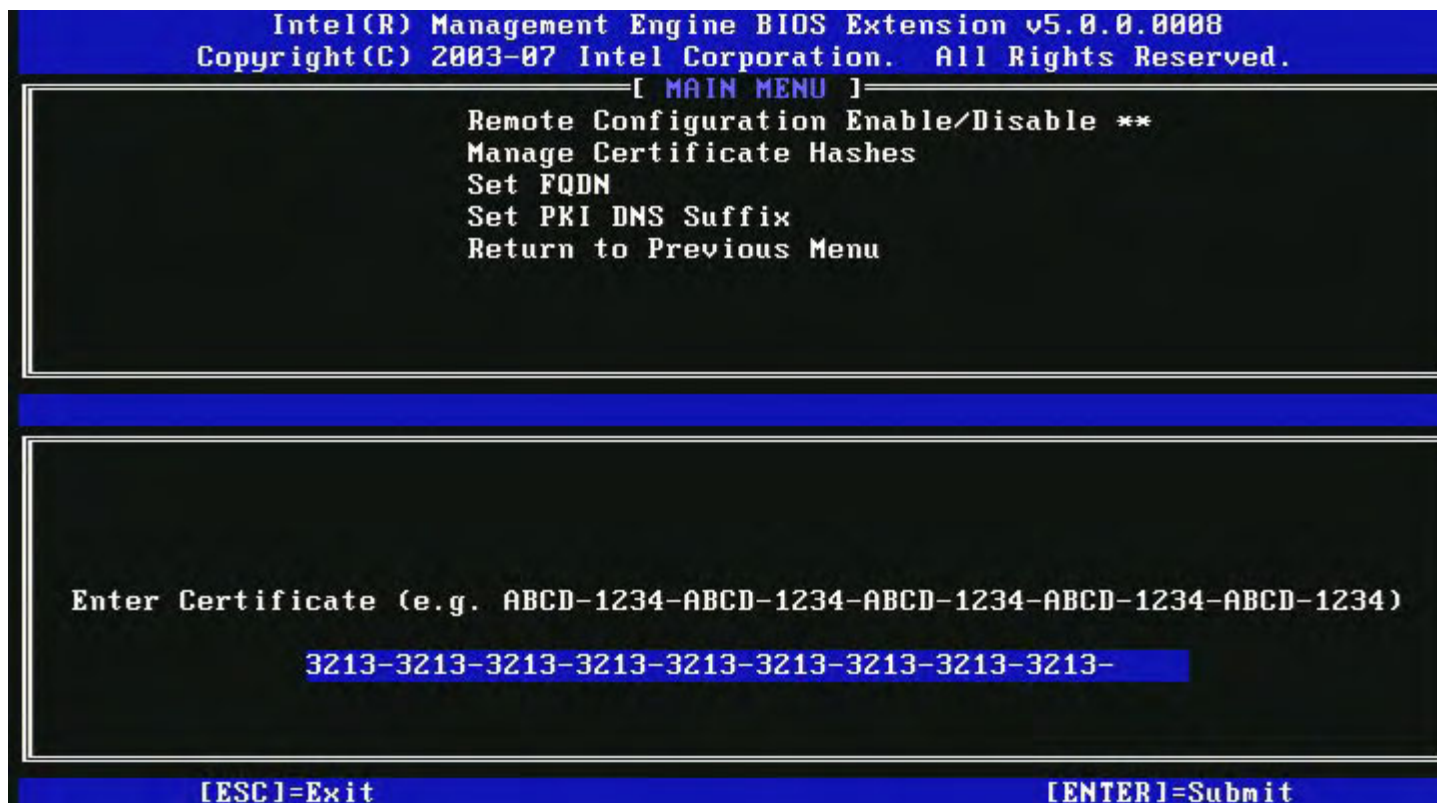 Intel(R) Management Engine BIOS Extension v5.0.0.0008
Copyright(C) 2003-07 Intel Corporation. All Rights Reserved.
[ MAIN MENU ]
Remote Configuration Enable/Disable **
Manage Certificate Hashes
Set FQDN
Set PKI DNS Suffix
Return to Previous Menu
Enter Certificate (e.g. ABCD-1234-ABCD-1234-ABCD-1234-ABCD-1234-ABCD-1234)
3213-3213-3213-3213-3213-3213-3213-3213-3213-
[ESC]=Exit [ENTER]=Submit